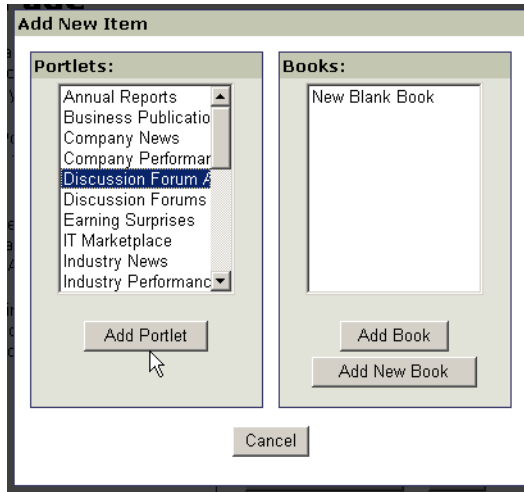 Add New Item
Portlets:
Annual Reports
Business Publicatio
Company News
Company Performar
Discussion Forum A
Discussion Forums
Earning Surprises
IT Marketplace
Industry News
Industry Performanc
Add Portlet
Books:
New Blank Book
Add Book
Add New Book
Cancel